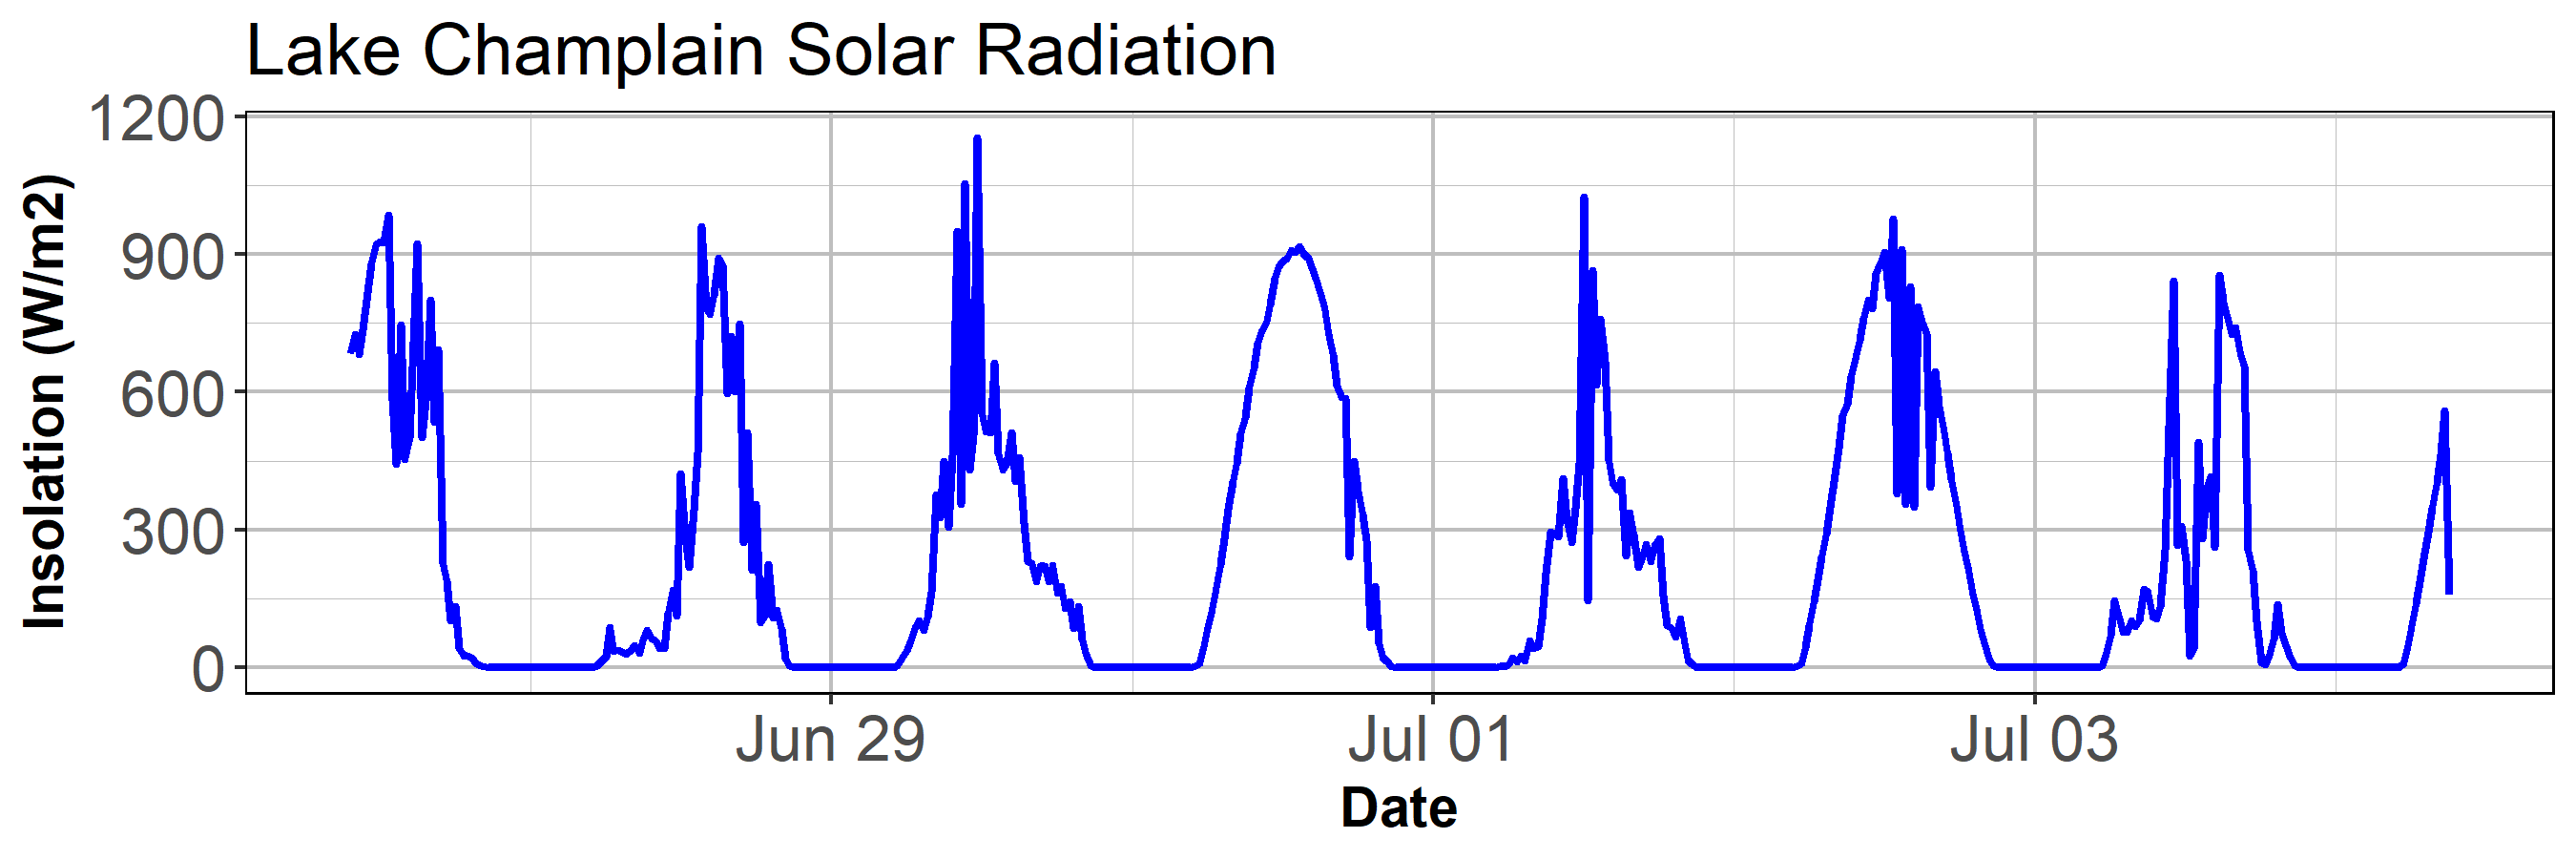 Lake Champlain Solar Radiation
1200
900
600
300
0
Insolation (W/m2)
Jun 29 Jul 01 Jul 03
Date